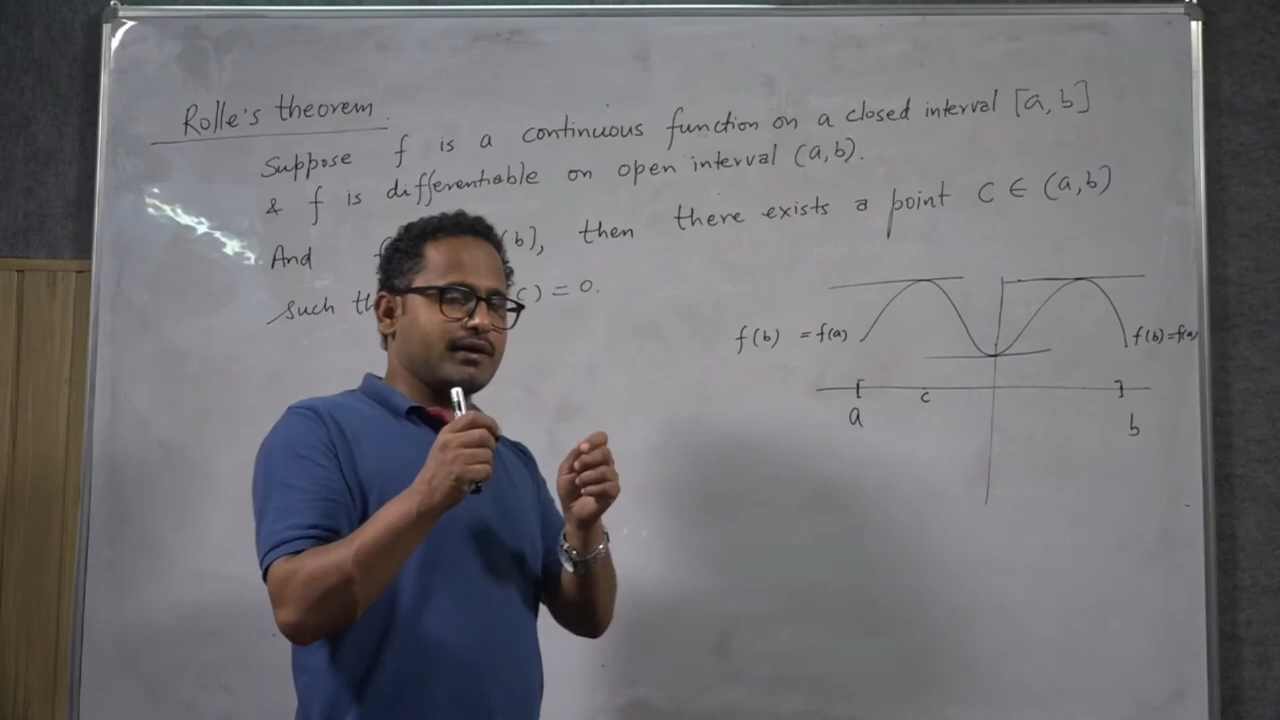 Rolle's theorem.
Suppose f is a continuous function on a closed interval [a, b]
& f is differentiable on open interval (a,b).
And b), then there exists a point C ∈ (a,b)
such c) = 0.
f(b) = f(a)
f(b)=f(a)
[ c ]
a b